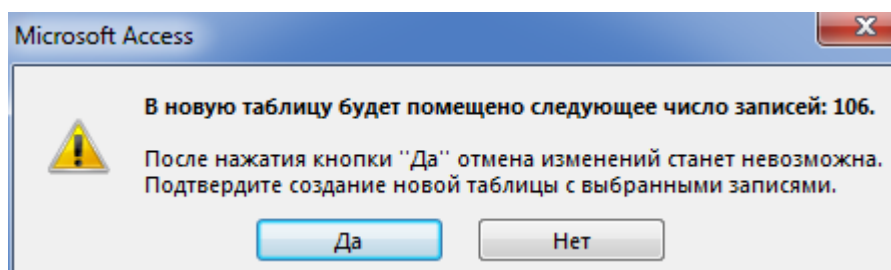 Microsoft Access
В новую таблицу будет помещено следующее число записей: 106.
После нажатия кнопки ''Да'' отмена изменений станет невозможна.
Подтвердите создание новой таблицы с выбранными записями.
Да
Нет